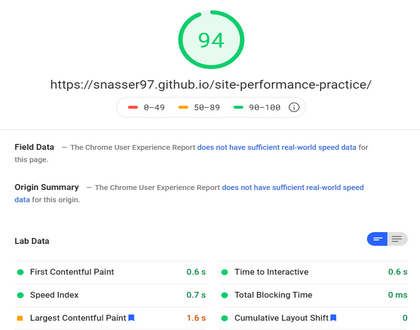 94
https://snasser97.github.io/site-performance-practice/
0–49 50–89 90–100
Field Data — The Chrome User Experience Report does not have sufficient real-world speed data for
this page.
Origin Summary — The Chrome User Experience Report does not have sufficient real-world speed
data for this origin.
Lab Data
First Contentful Paint 0.6 s Time to Interactive 0.6 s
Speed Index 0.7 s Total Blocking Time 0 ms
Largest Contentful Paint 1.6 s Cumulative Layout Shift 0